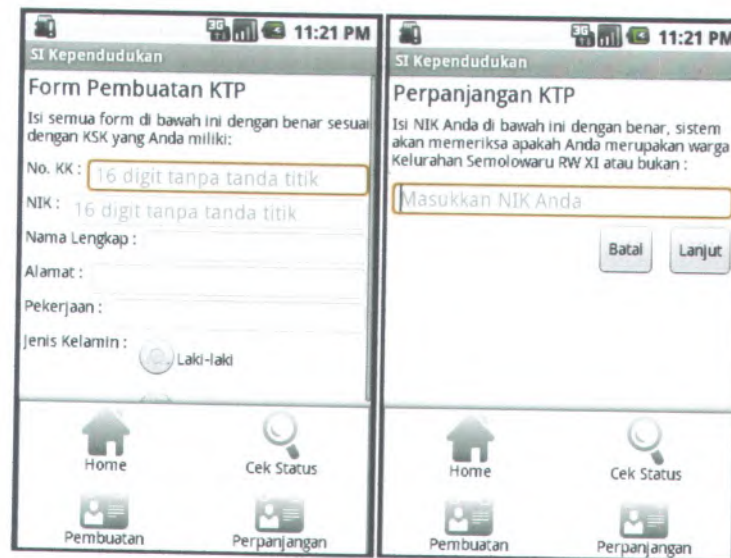 3G 11:21 PM
SI Kependudukan
Form Pembuatan KTP
Isi semua form di bawah ini dengan benar sesuai
dengan KSK yang Anda miliki:
No. KK : 16 digit tanpa tanda titik
NIK : 16 digit tanpa tanda titik
Nama Lengkap :
Alamat :
Pekerjaan :
Jenis Kelamin :
Laki-laki
Home
Cek Status
Pembuatan
Perpanjangan
3G 11:21 PM
SI Kependudukan
Perpanjangan KTP
Isi NIK Anda di bawah ini dengan benar, sistem
akan memeriksa apakah Anda merupakan warga
Kelurahan Semolowaru RW XI atau bukan :
Masukkan NIK Anda
Batal
Lanjut
Home
Cek Status
Pembuatan
Perpanjangan